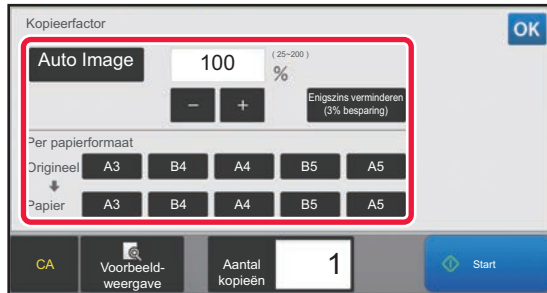 Kopieerfactor
OK
Auto Image
100
(25~200)
%
−
+
Enigszins verminderen
(3% besparing)
Per papierformaat
Origineel
A3
B4
A4
B5
A5
Papier
A3
B4
A4
B5
A5
CA
Voorbeeld-
weergave
Aantal
kopieën
1
Start